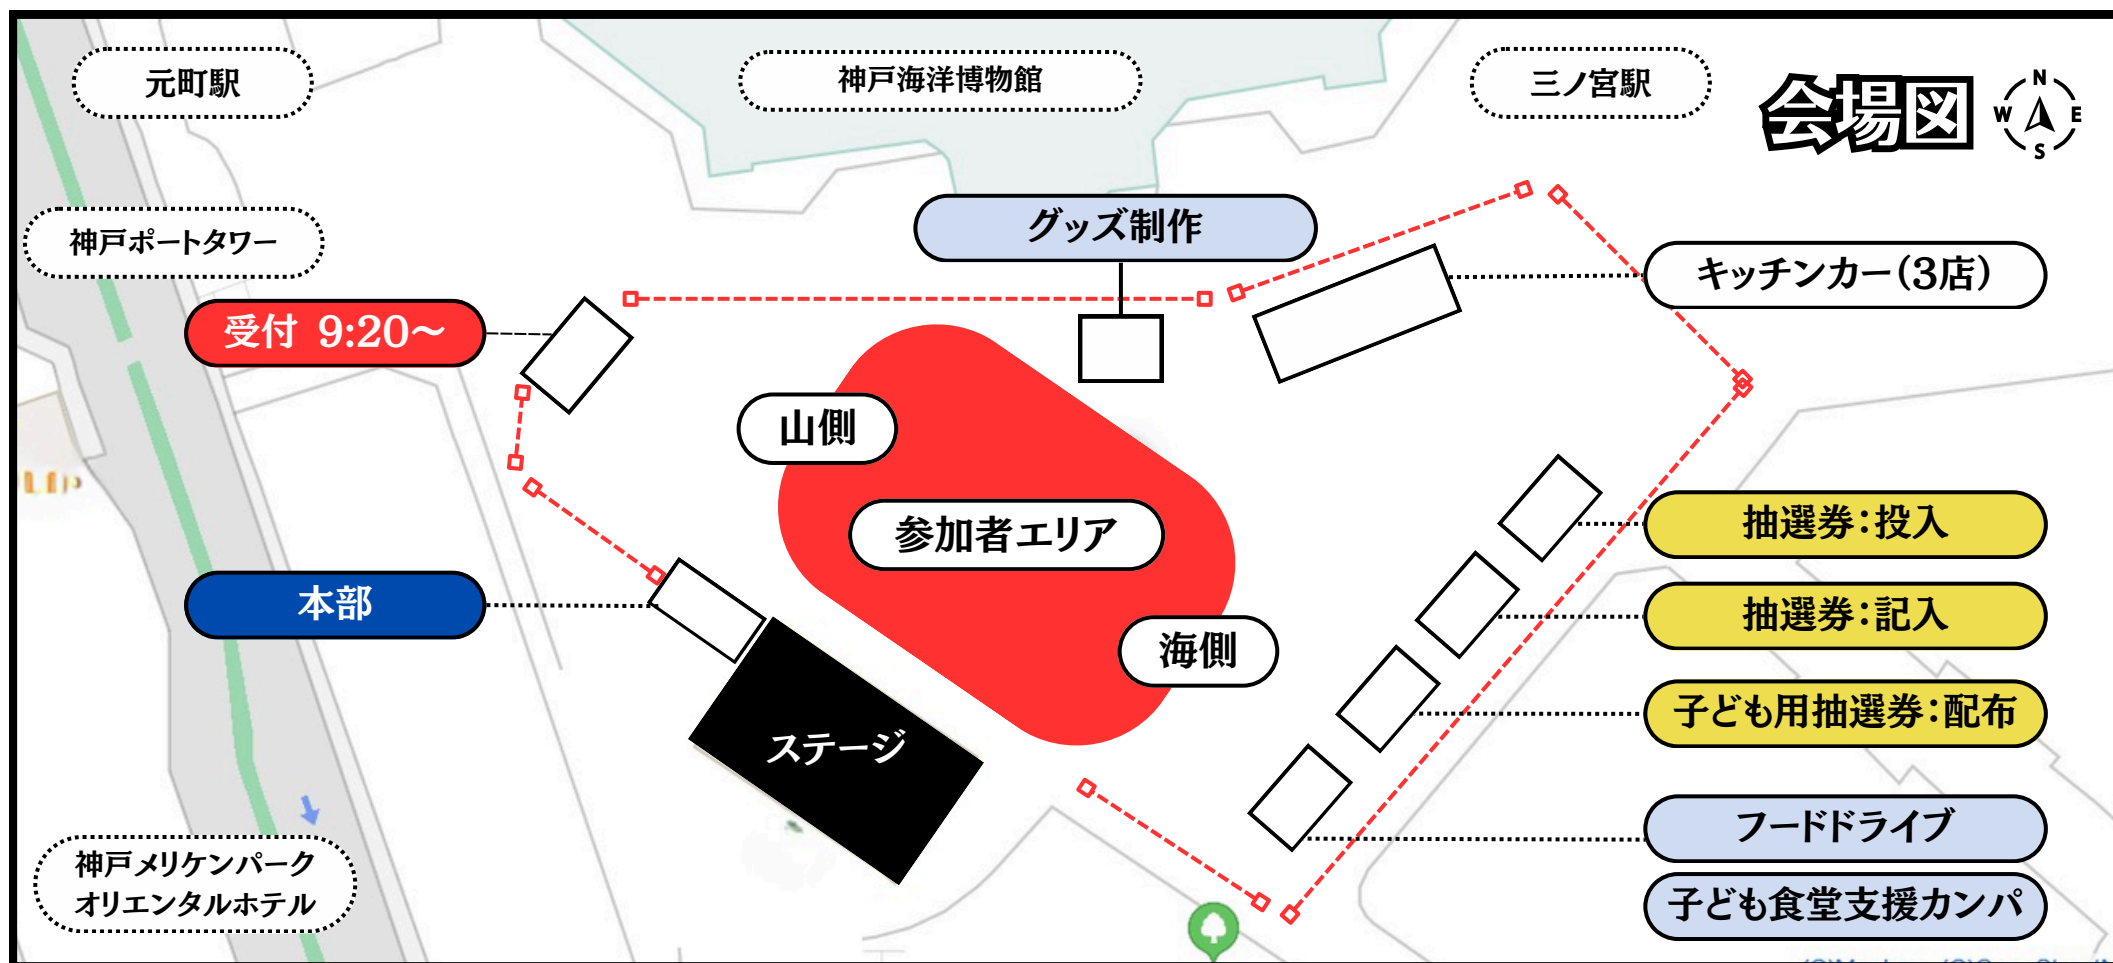 元町駅
神戸海洋博物館
三ノ宮駅
会場図
N
W
E
S
神戸ポートタワー
グッズ制作
キッチンカー(3店)
受付 9:20〜
山側
参加者エリア
海側
本部
ステージ
抽選券:投入
抽選券:記入
子ども用抽選券:配布
フードドライブ
子ども食堂支援カンパ
神戸メリケンパーク
オリエンタルホテル